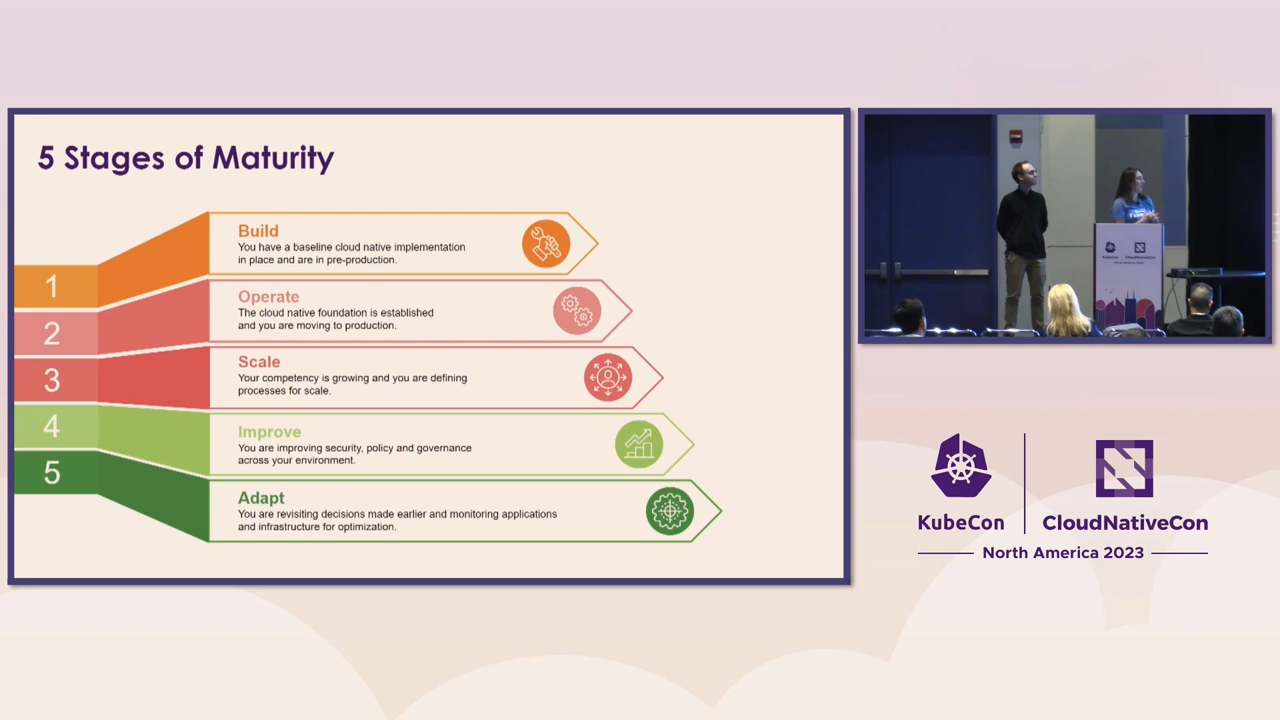 5 Stages of Maturity
1
Build
You have a baseline cloud native implementation
in place and are in pre-production.
2
Operate
The cloud native foundation is established
and you are moving to production.
3
Scale
Your competency is growing and you are defining
processes for scale.
4
Improve
You are improving security, policy and governance
across your environment.
5
Adapt
You are revisiting decisions made earlier and monitoring applications
and infrastructure for optimization.
KubeCon
CloudNativeCon
KubeCon
CloudNativeCon
North America 2023